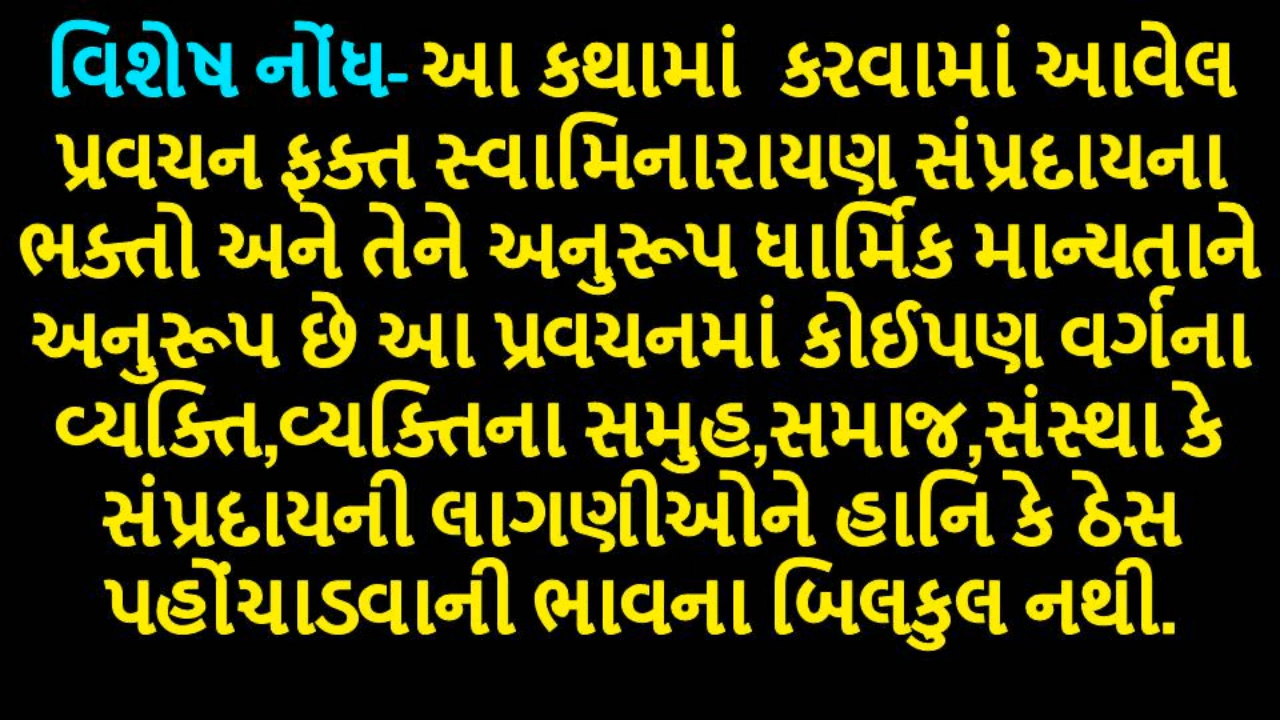 વિશેષ નોંધ- આ કથામાં કરવામાં આવેલ
પ્રવચન ફક્ત સ્વામિનારાયણ સંપ્રદાયના
ભક્તો અને તેને અનુરૂપ ધાર્મિક માન્યતાને
અનુરૂપ છે આ પ્રવચનમાં કોઈપણ વર્ગના
વ્યક્તિ,વ્યક્તિના સમુહ,સમાજ,સંસ્થા કે
સંપ્રદાયની લાગણીઓને હાનિ કે ઠેસ
પહોંચાડવાની ભાવના બિલકુલ નથી.